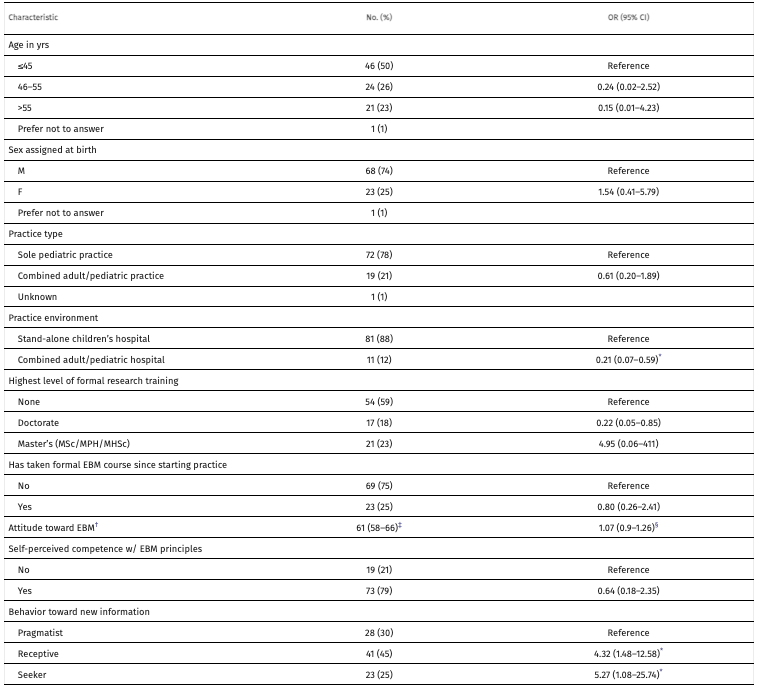 Characteristic No. (%) OR (95% CI)
Age in yrs
≤45 46 (50) Reference
46–55 24 (26) 0.24 (0.02–2.52)
>55 21 (23) 0.15 (0.01–4.23)
Prefer not to answer 1 (1)
Sex assigned at birth
M 68 (74) Reference
F 23 (25) 1.54 (0.41–5.79)
Prefer not to answer 1 (1)
Practice type
Sole pediatric practice 72 (78) Reference
Combined adult/pediatric practice 19 (21) 0.61 (0.20–1.89)
Unknown 1 (1)
Practice environment
Stand-alone children's hospital 81 (88) Reference
Combined adult/pediatric hospital 11 (12) 0.21 (0.07–0.59)*
Highest level of formal research training
None 54 (59) Reference
Doctorate 17 (18) 0.22 (0.05–0.85)
Master's (MSc/MPH/MHSc) 21 (23) 4.95 (0.06–411)
Has taken formal EBM course since starting practice
No 69 (75) Reference
Yes 23 (25) 0.80 (0.26–2.41)
Attitude toward EBM† 61 (58–66)‡ 1.07 (0.9–1.26)§
Self-perceived competence w/ EBM principles
No 19 (21) Reference
Yes 73 (79) 0.64 (0.18–2.35)
Behavior toward new information
Pragmatist 28 (30) Reference
Receptive 41 (45) 4.32 (1.48–12.58)*
Seeker 23 (25) 5.27 (1.08–25.74)*